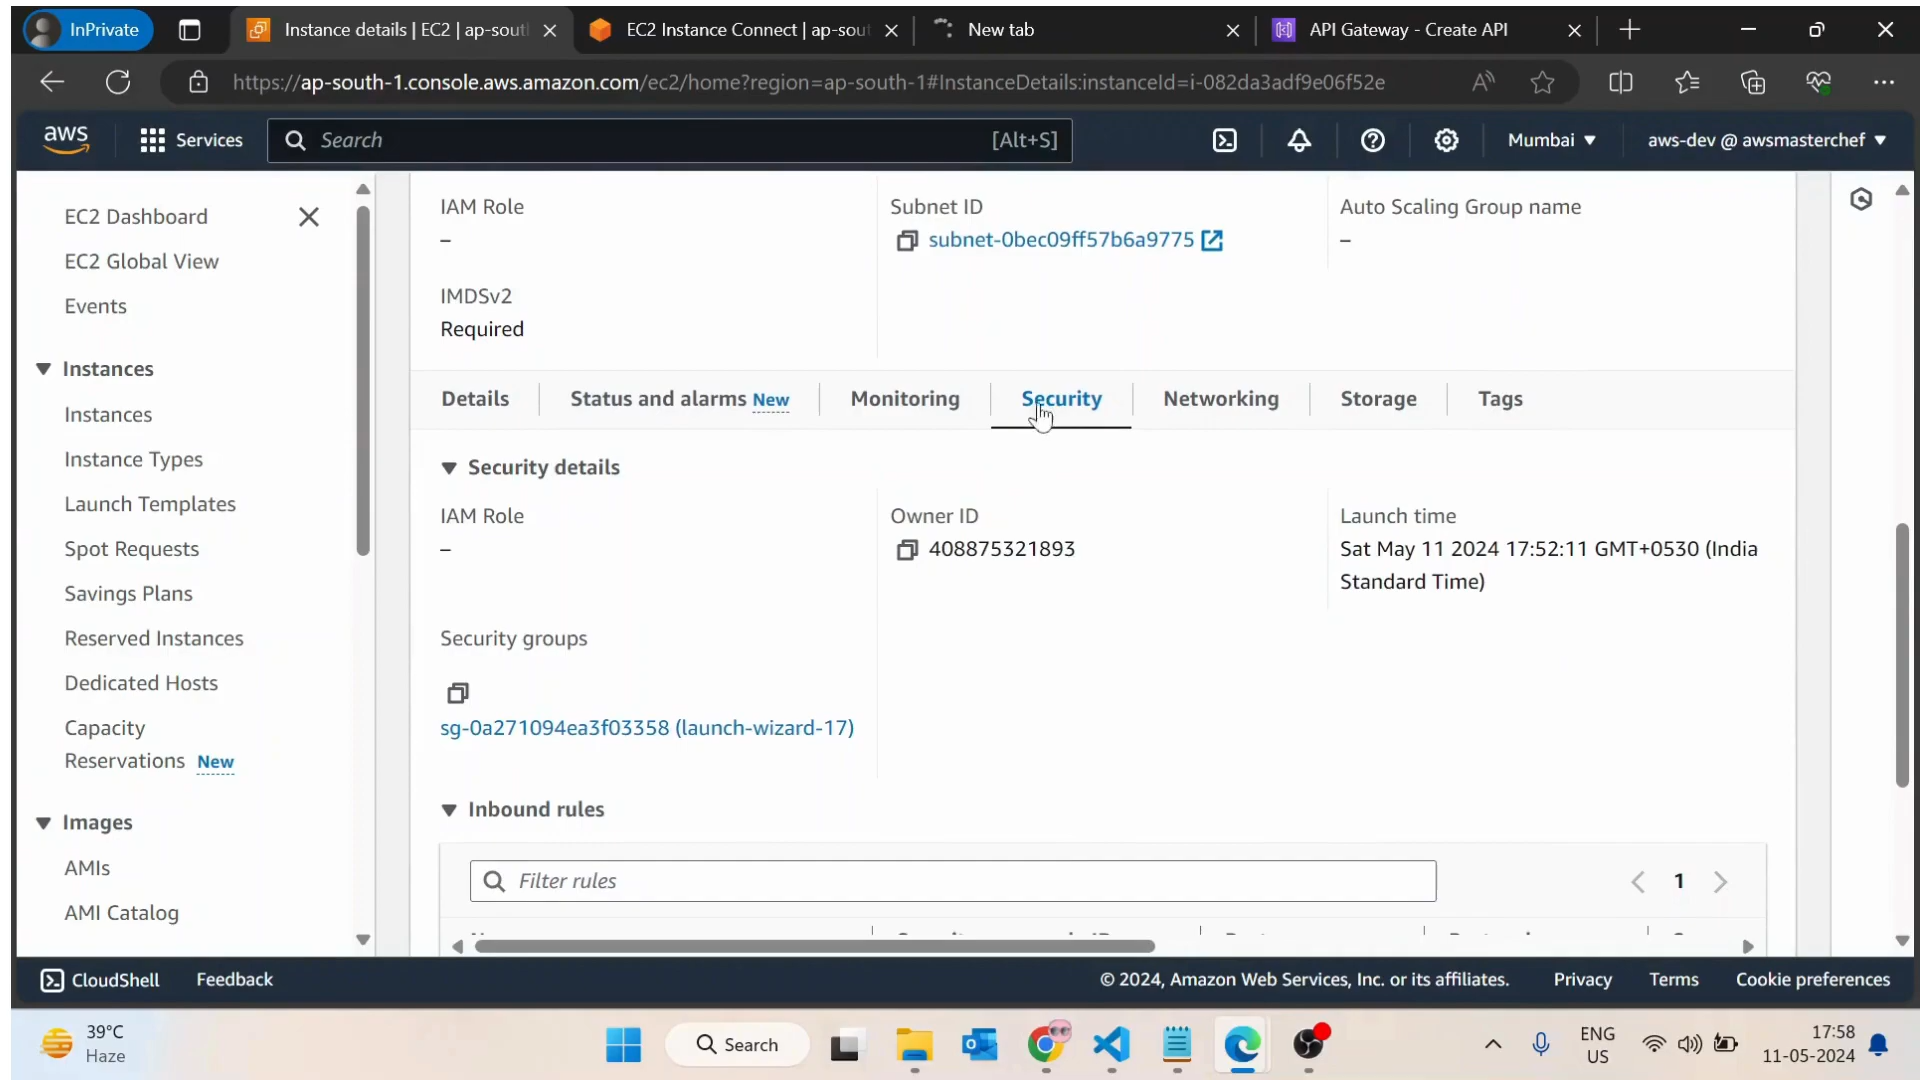 InPrivate
Instance details | EC2 | ap-sout
EC2 Instance Connect | ap-sout
New tab
API Gateway - Create API
https://ap-south-1.console.aws.amazon.com/ec2/home?region=ap-south-1#InstanceDetails:instanceId=i-082da3adf9e06f52e
aws
Services
Search
[Alt+S]
Mumbai
aws-dev @ awsmasterchef
EC2 Dashboard
EC2 Global View
Events
Instances
Instances
Instance Types
Launch Templates
Spot Requests
Savings Plans
Reserved Instances
Dedicated Hosts
Capacity
Reservations New
Images
AMIs
AMI Catalog
IAM Role
–
Subnet ID
subnet-0bec09ff57b6a9775
Auto Scaling Group name
–
IMDSv2
Required
Details
Status and alarms New
Monitoring
Security
Networking
Storage
Tags
Security details
IAM Role
–
Owner ID
408875321893
Launch time
Sat May 11 2024 17:52:11 GMT+0530 (India
Standard Time)
Security groups
sg-0a271094ea3f03358 (launch-wizard-17)
Inbound rules
Filter rules
1
CloudShell
Feedback
© 2024, Amazon Web Services, Inc. or its affiliates.
Privacy
Terms
Cookie preferences
39°C
Haze
Search
ENG
US
17:58
11-05-2024